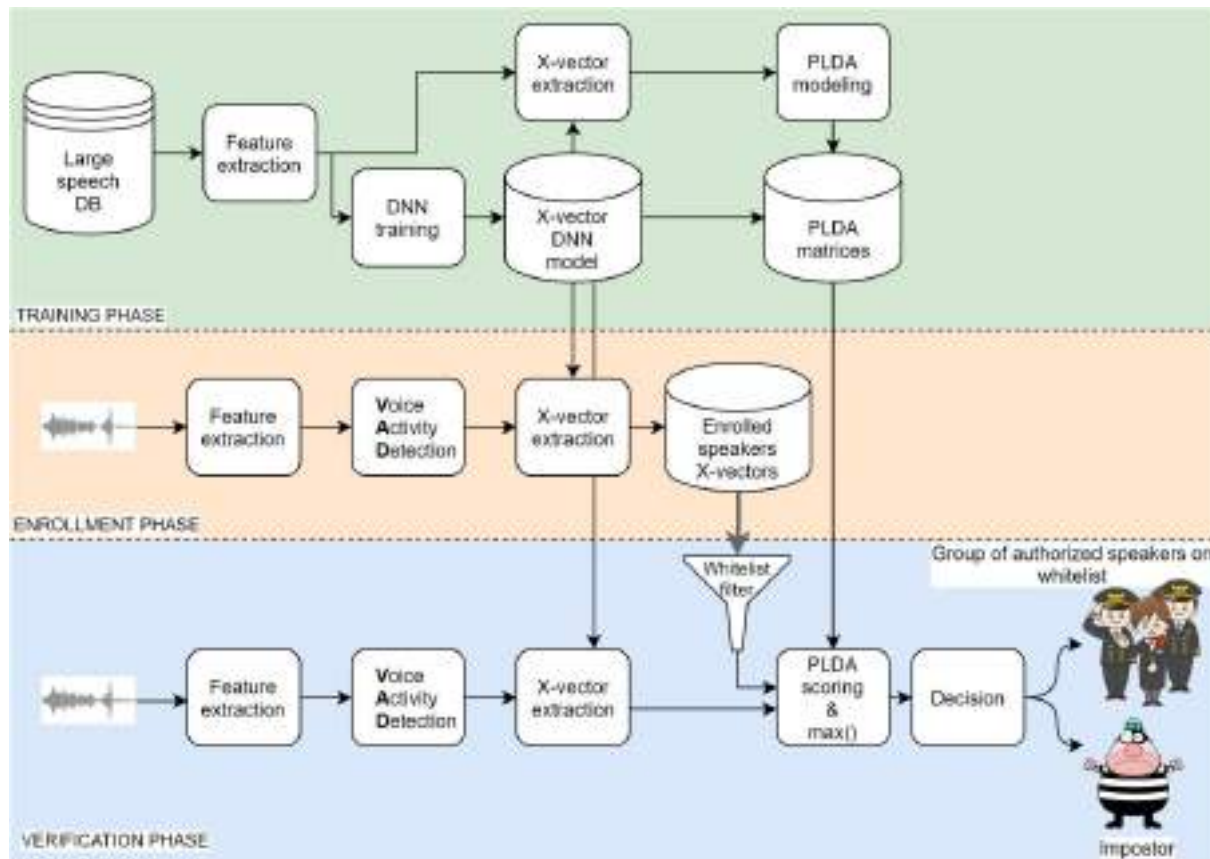 Large
speech
DB
Feature
extraction
X-vector
extraction
PLDA
modeling
DNN
training
X-vector
DNN
model
PLDA
matrices
TRAINING PHASE
Feature
extraction
Voice
Activity
Detection
X-vector
extraction
Enrolled
speakers
X-vectors
ENROLLMENT PHASE
Whitelist
filter
Group of authorized speakers on
whitelist
Feature
extraction
Voice
Activity
Detection
X-vector
extraction
PLDA
scoring
&
max()
Decision
Impostor
VERIFICATION PHASE